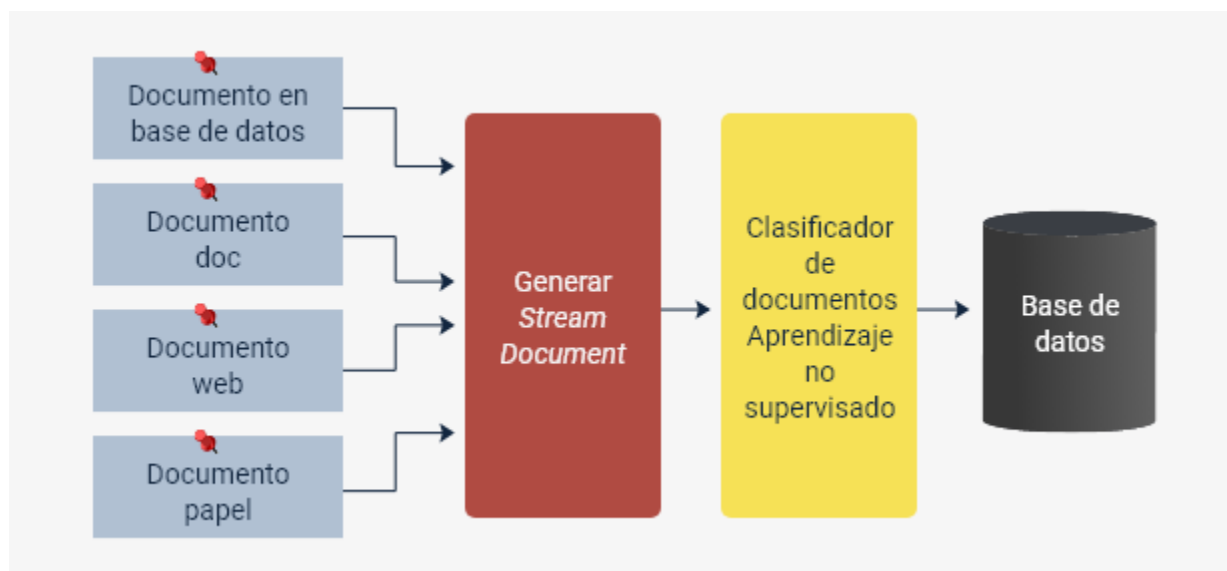 Documento en
base de datos
Documento
doc
Documento
web
Documento
papel
Generar
Stream
Document
Clasificador
de
documentos
Aprendizaje
no
supervisado
Base de
datos